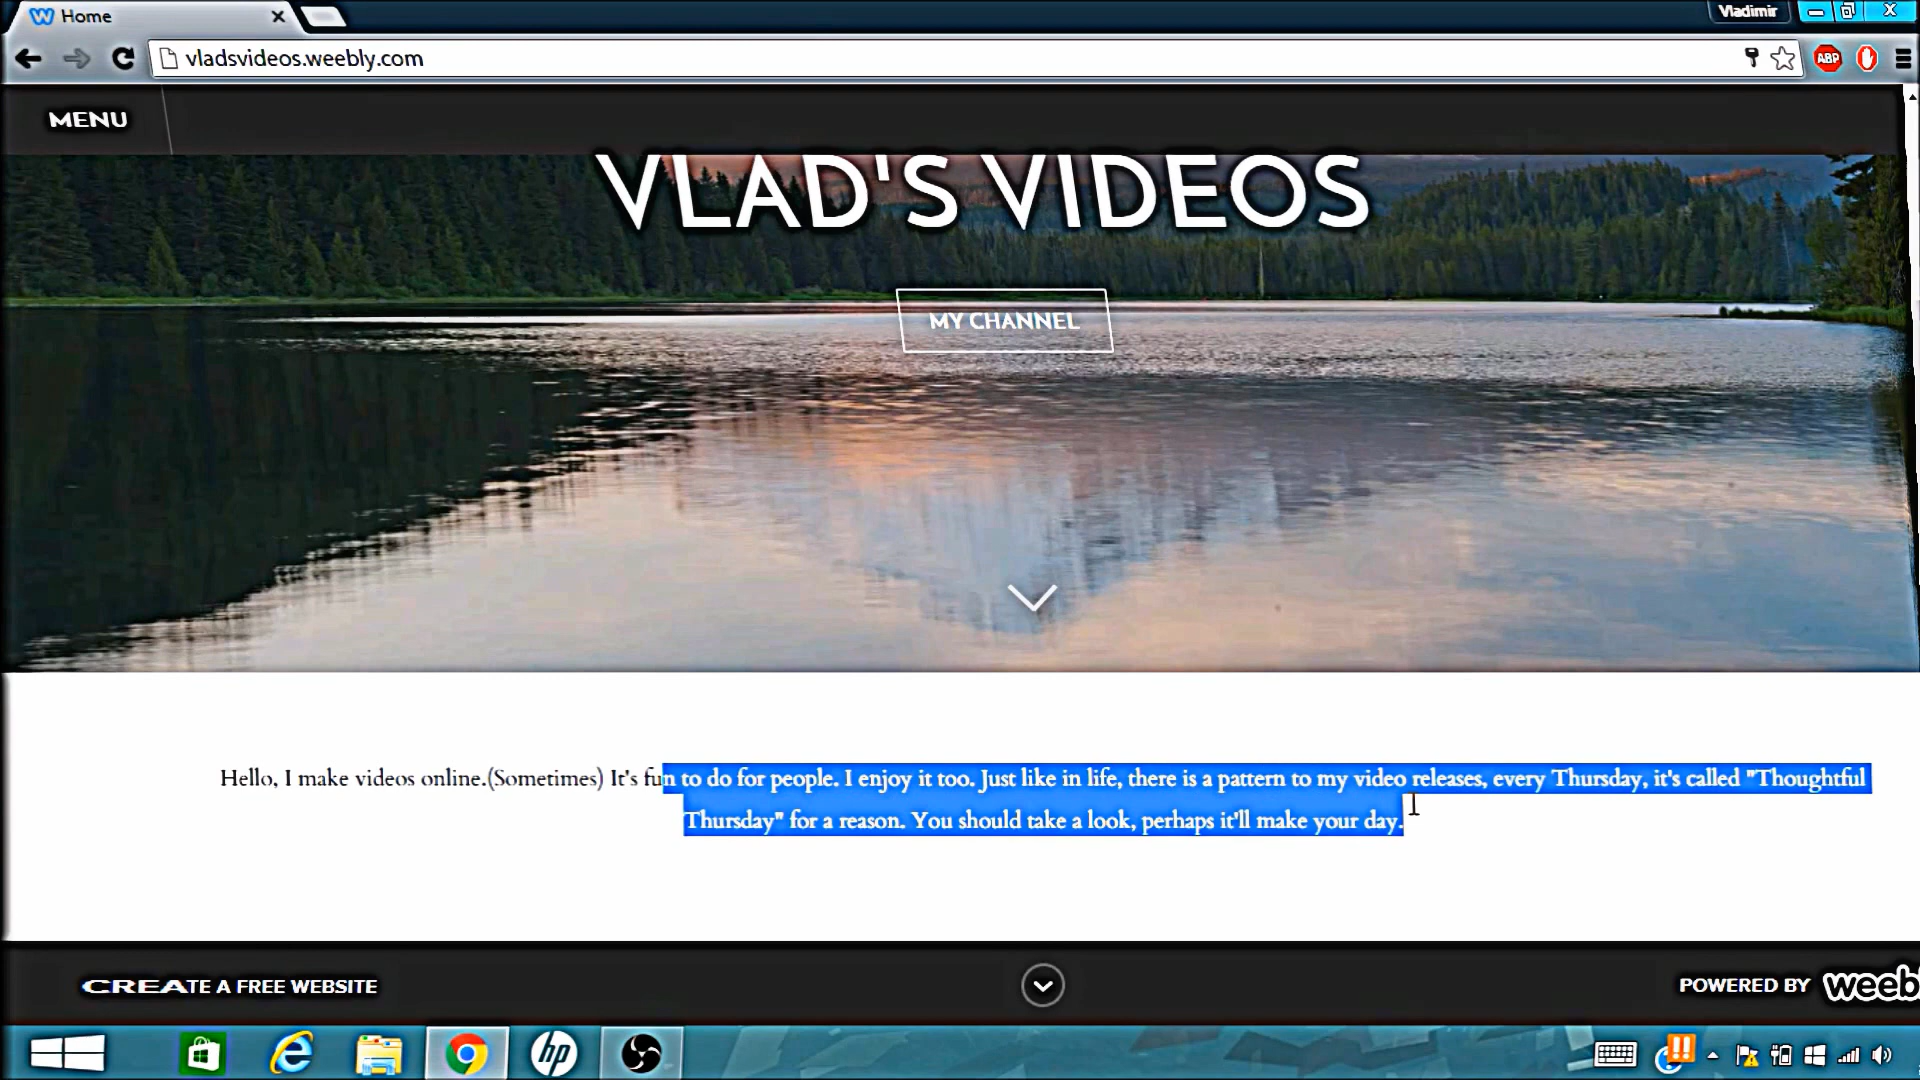 Home
Vladimir
vladsvideos.weebly.com
ABP
MENU
VLAD'S VIDEOS
MY CHANNEL
Hello, I make videos online.(Sometimes) It's fun to do for people. I enjoy it too. Just like in life, there is a pattern to my video releases, every Thursday, it's called "Thoughtful
Thursday" for a reason. You should take a look, perhaps it'll make your day.
CREATE A FREE WEBSITE
POWERED BY weebl
hp